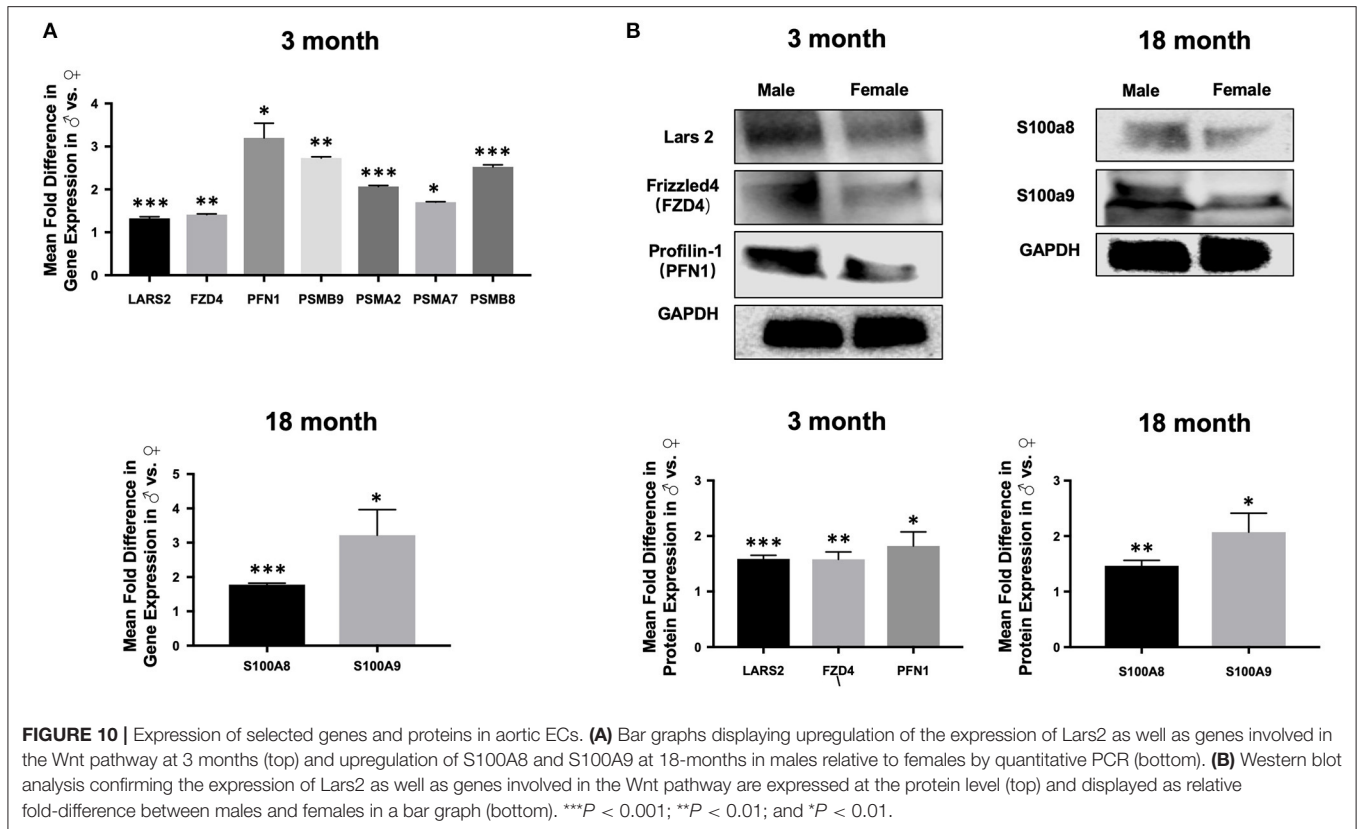 A
3 month
Mean Fold Difference in
Gene Expression in ♂ vs. ♀
4
3
2
1
0
***
**
*
**
***
*
***
LARS2 FZD4 PFN1 PSMB9 PSMA2 PSMA7 PSMB8
18 month
Mean Fold Difference in
Gene Expression in ♂ vs. ♀
5
4
3
2
1
0
***
*
S100A8 S100A9
B
3 month
Male Female
Lars 2
Frizzled4
(FZD4)
Profilin-1
(PFN1)
GAPDH
18 month
Male Female
S100a8
S100a9
GAPDH
3 month
Mean Fold Difference in
Protein Expression in ♂ vs. ♀
3
2
1
0
***
**
*
LARS2 FZD4 PFN1
\
18 month
Mean Fold Difference in
Protein Expression in ♂ vs. ♀
3
2
1
0
**
*
S100A8 S100A9
FIGURE 10 | Expression of selected genes and proteins in aortic ECs. (A) Bar graphs displaying upregulation of the expression of Lars2 as well as genes involved in
the Wnt pathway at 3 months (top) and upregulation of S100A8 and S100A9 at 18-months in males relative to females by quantitative PCR (bottom). (B) Western blot
analysis confirming the expression of Lars2 as well as genes involved in the Wnt pathway are expressed at the protein level (top) and displayed as relative
fold-difference between males and females in a bar graph (bottom). ***P < 0.001; **P < 0.01; and *P < 0.01.